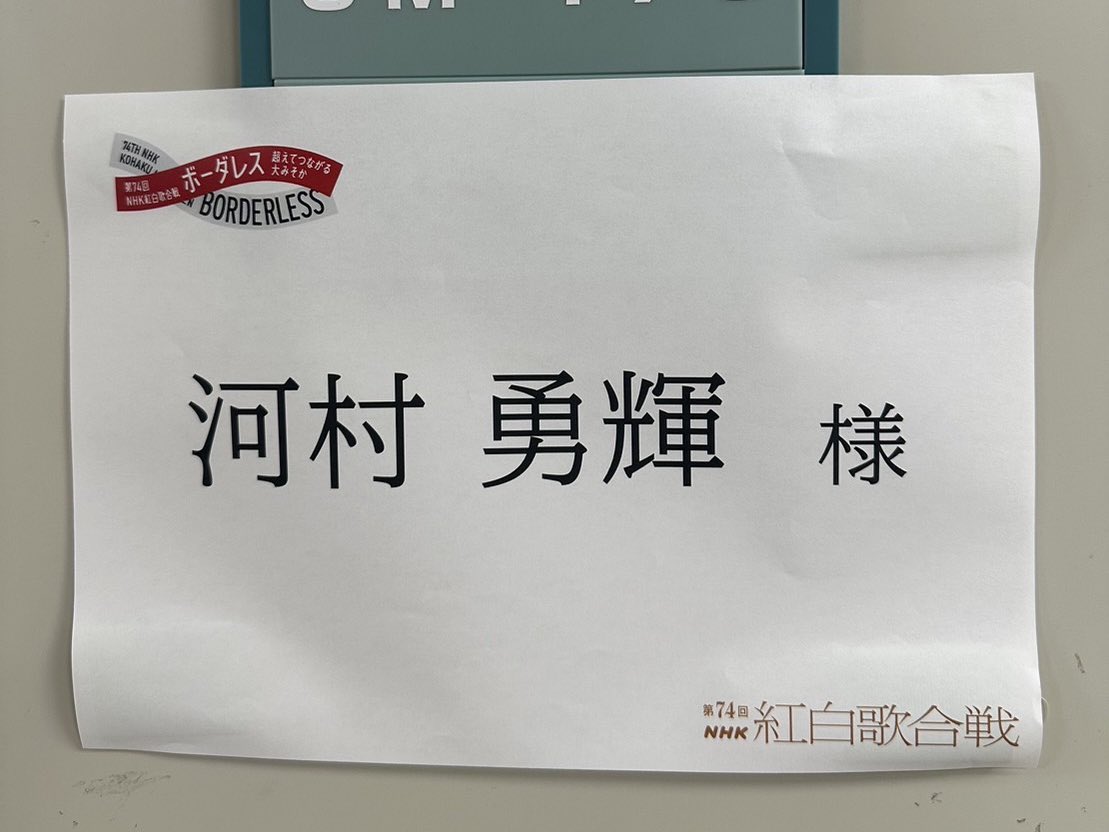 74TH NHK
KOHAKU
第74回
NHK紅白歌合戦
ボーダレス
超えてつながる
大みそか
BORDERLESS
河村 勇輝 様
第74回
NHK 紅白歌合戦